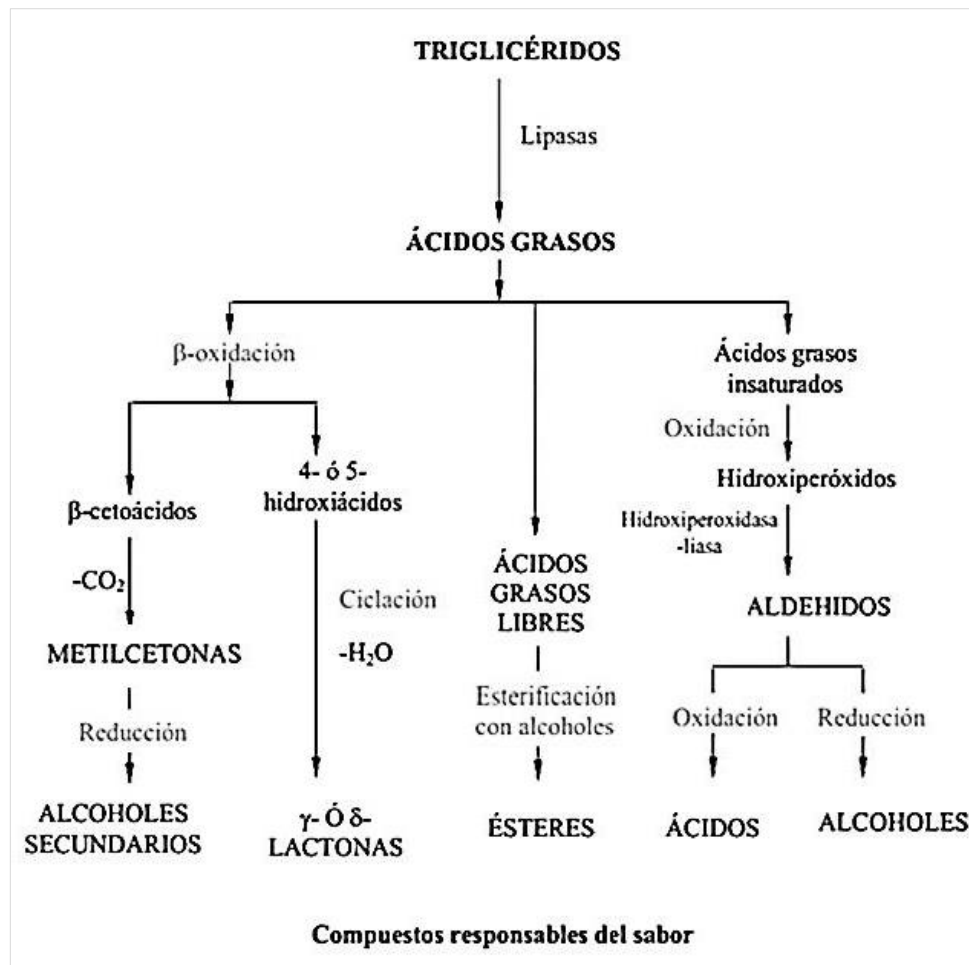 TRIGLICÉRIDOS
Lipasas
ÁCIDOS GRASOS
β-oxidación
Ácidos grasos
insaturados
Oxidación
4- ó 5-
hidroxiácidos
Hidroxiperóxidos
β-cetoácidos
Hidroxiperoxidasa
-liasa
-CO₂
ÁCIDOS
GRASOS
LIBRES
Ciclación
-H₂O
ALDEHIDOS
METILCETONAS
Esterificación
con alcoholes
Reducción
Oxidación
Reducción
ALCOHOLES
SECUNDARIOS
γ- Ó δ-
LACTONAS
ÉSTERES
ÁCIDOS
ALCOHOLES
Compuestos responsables del sabor